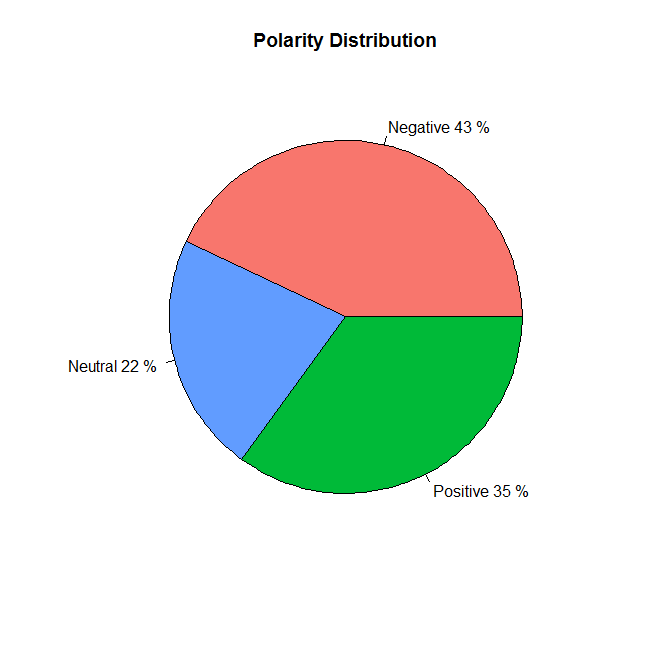 Polarity Distribution
Negative 43 %
Neutral 22 %
Positive 35 %